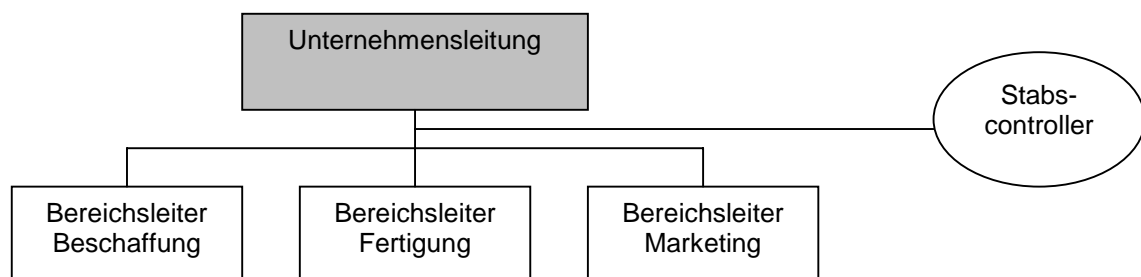 Unternehmensleitung
Stabs-
controller
Bereichsleiter
Beschaffung
Bereichsleiter
Fertigung
Bereichsleiter
Marketing